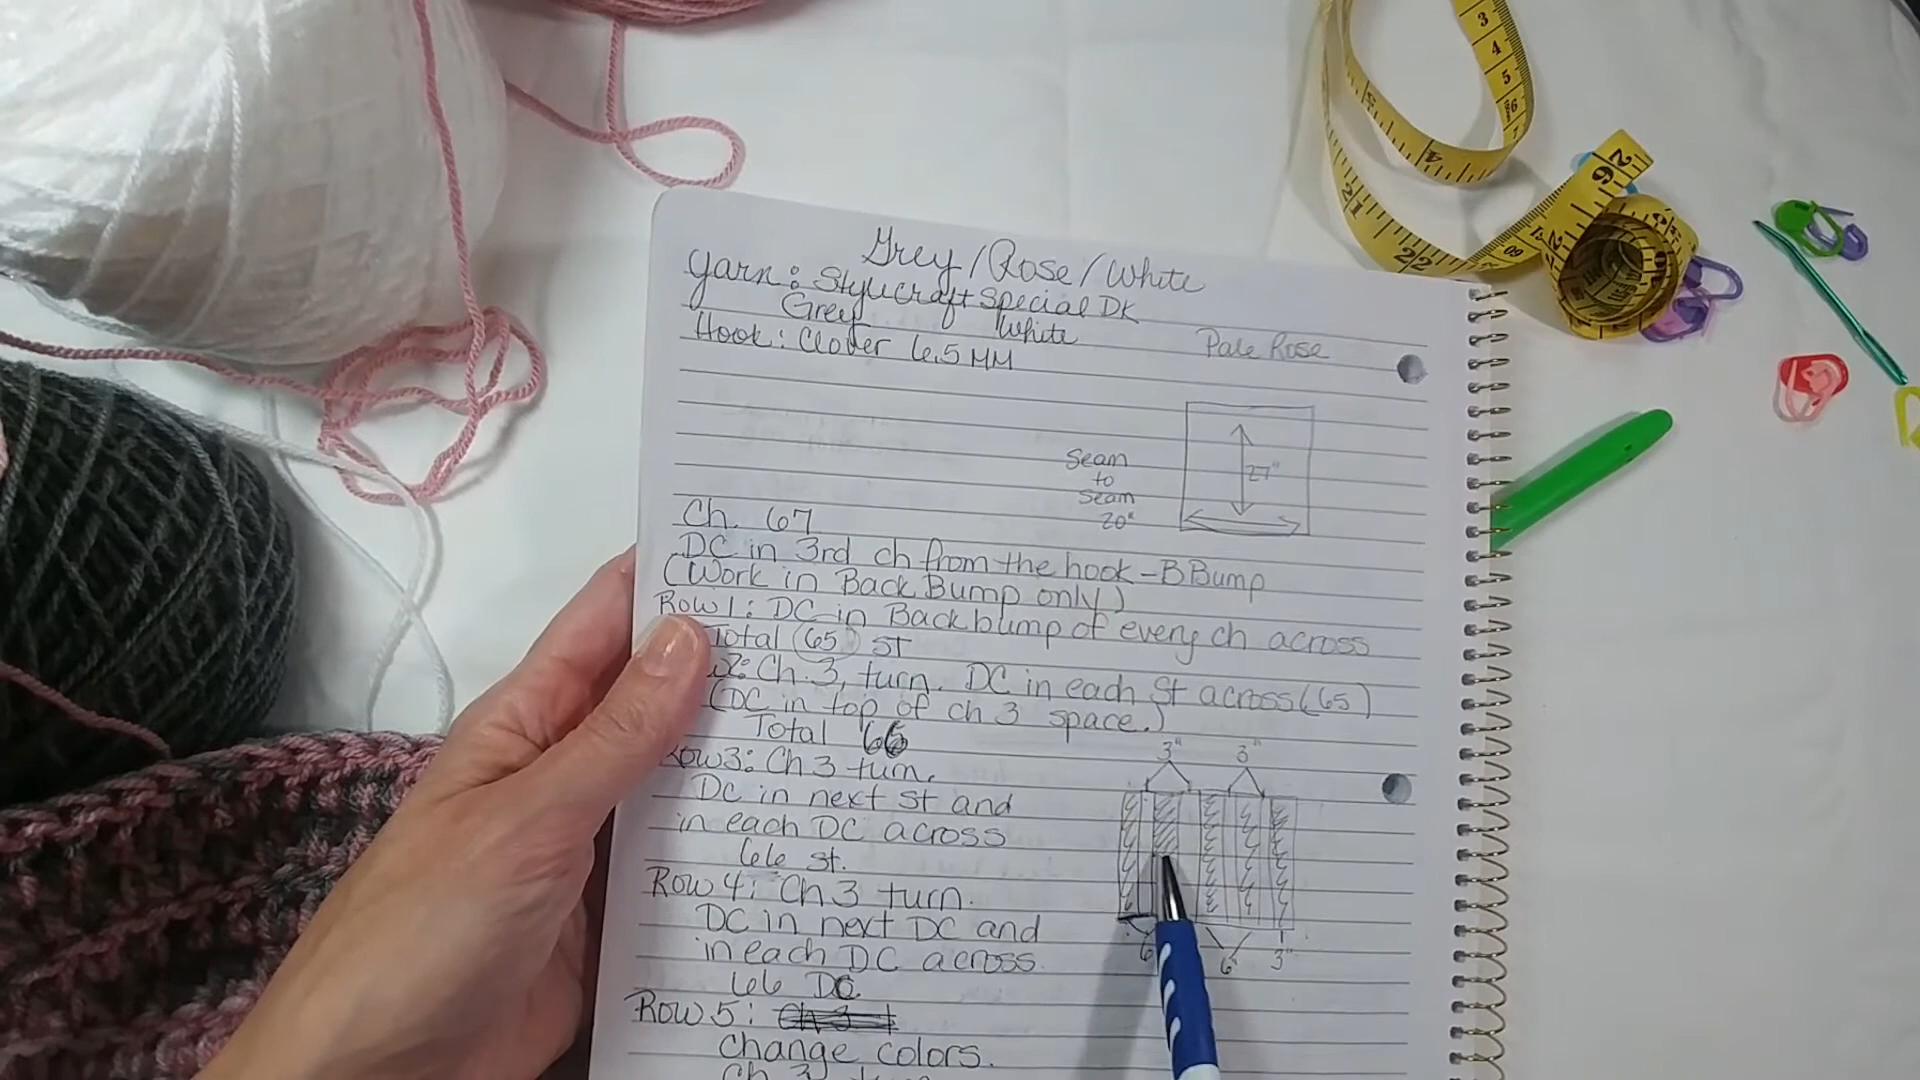 Grey/Rose/White
Yarn: Stylecraft Special DK
Grey White Pale Rose
Hook: Clover 6.5 MM
27"
Seam
to
Seam
20"
Ch. 67
DC in 3rd ch from the hook - B Bump
(Work in Back Bump only)
Row 1: DC in Back bump of every ch across
Total (65) ST
2: Ch. 3, turn. DC in each St across (65)
(DC in top of ch 3 space.)
Total 66
Row 3: Ch 3 turn.
DC in next St and
in each DC across
66 st.
Row 4: Ch 3 turn.
DC in next DC and
in each DC across.
66 DC
Row 5: Ch 3 t
Change colors.
Ch 3
3" 3"
6 6" 3"